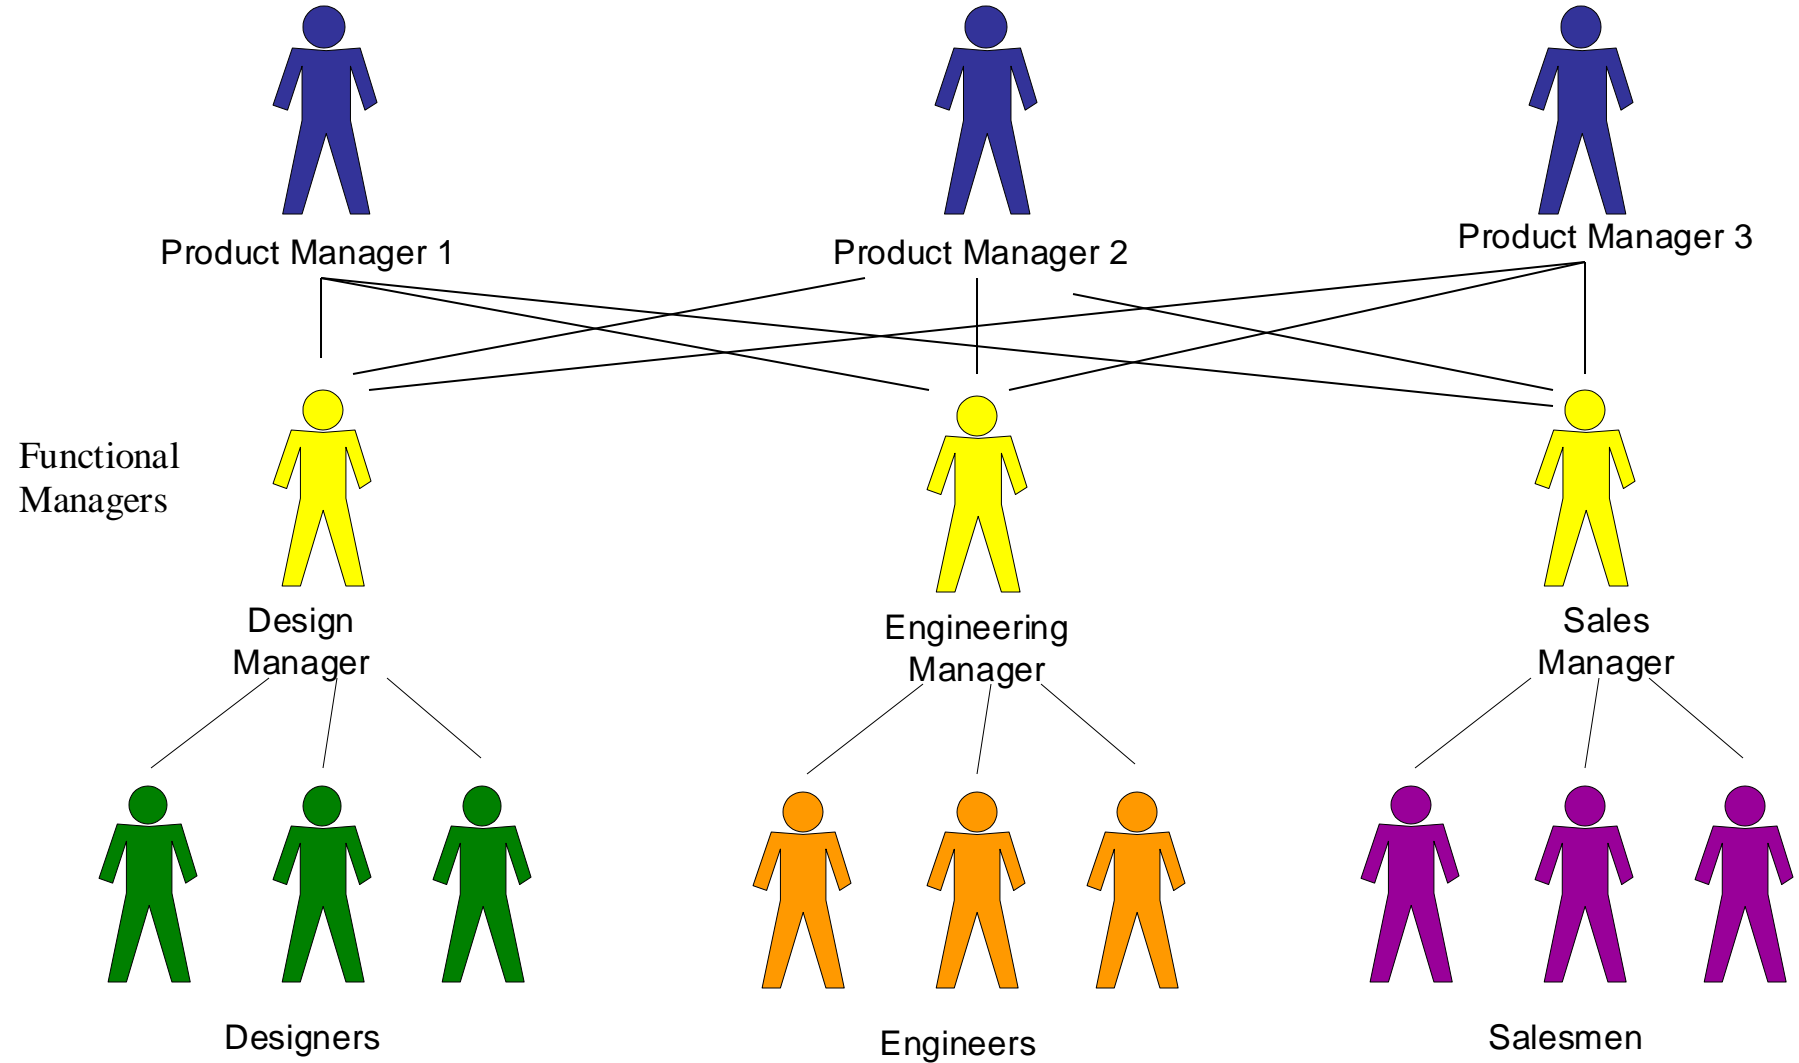 Product Manager 1
Product Manager 2
Product Manager 3
Functional
Managers
Design
Manager
Engineering
Manager
Sales
Manager
Designers
Engineers
Salesmen